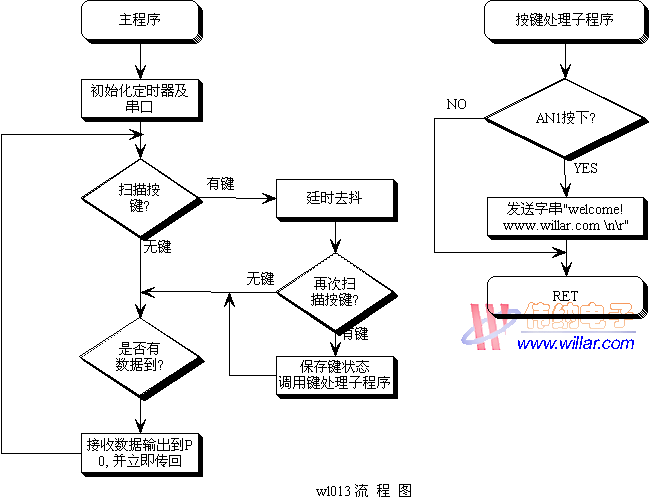 主程序
初始化定时器及
串口
扫描按
键?
有键
无键
延时去抖
再次扫
描按键?
无键
有键
保存键状态
调用键处理子程序
是否有
数据到?
接收数据输出到P
0,并立即传回
按键处理子程序
AN1按下?
NO
YES
发送字串"welcome!
www.willar.com \n\r"
RET
伟纳电子
www.willar.com
wl013 流 程 图